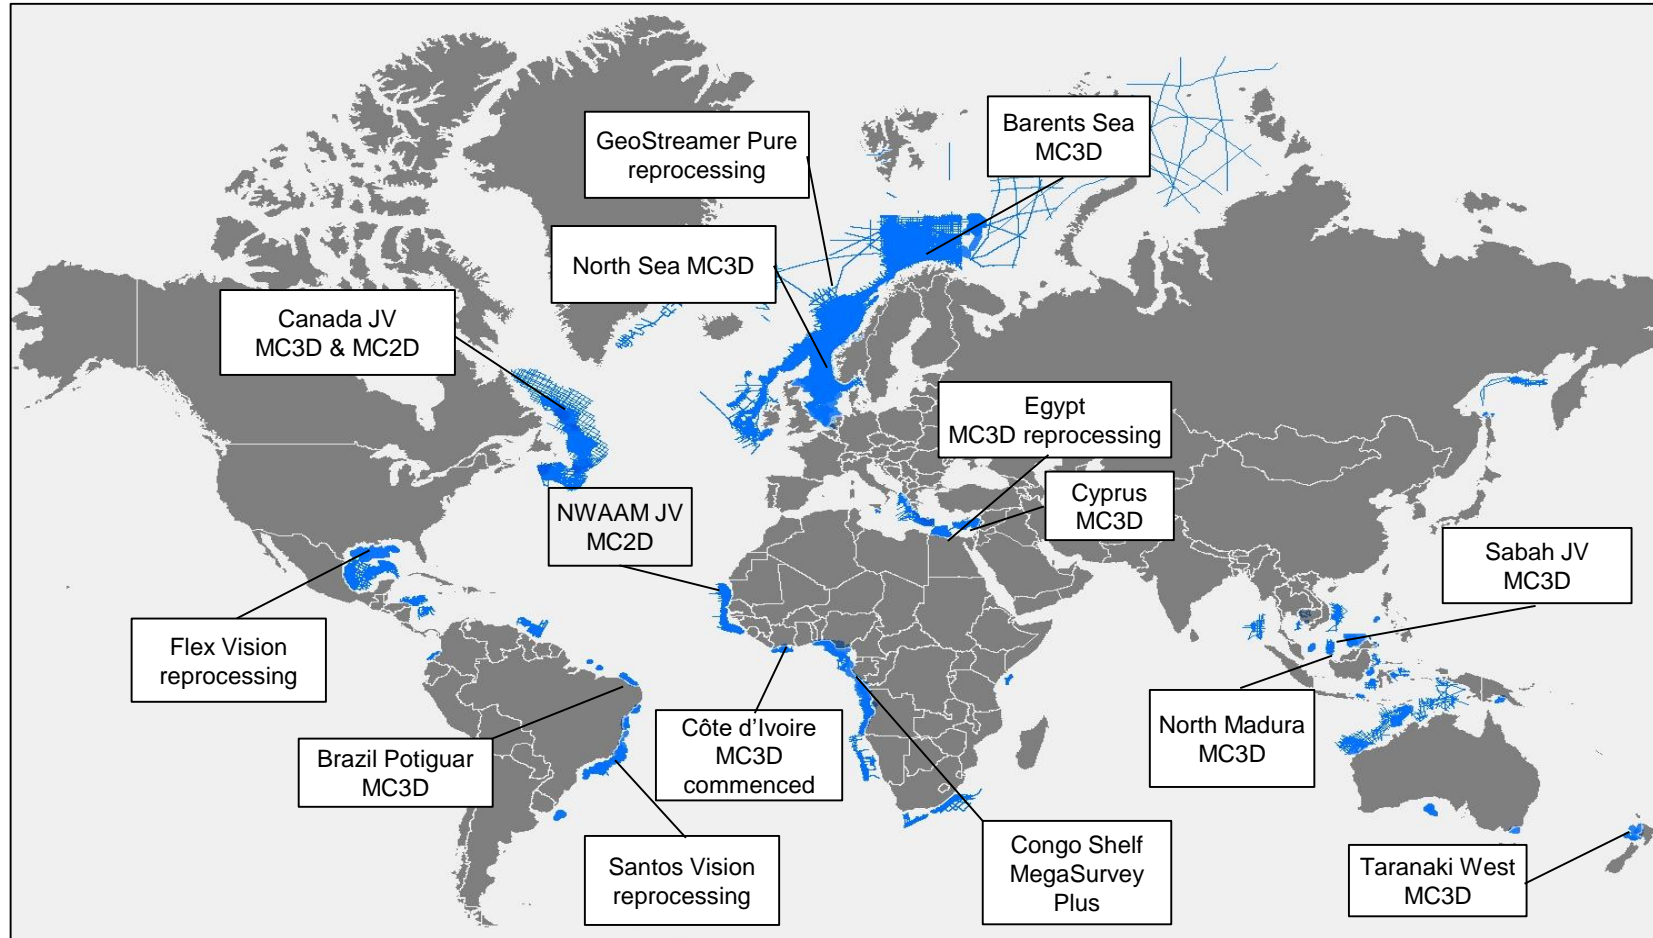 GeoStreamer Pure
reprocessing
Barents Sea
MC3D
North Sea MC3D
Canada JV
MC3D & MC2D
Egypt
MC3D reprocessing
Cyprus
MC3D
NWAAM JV
MC2D
Sabah JV
MC3D
Flex Vision
reprocessing
Brazil Potiguar
MC3D
Côte d’Ivoire
MC3D
commenced
North Madura
MC3D
Santos Vision
reprocessing
Congo Shelf
MegaSurvey
Plus
Taranaki West
MC3D